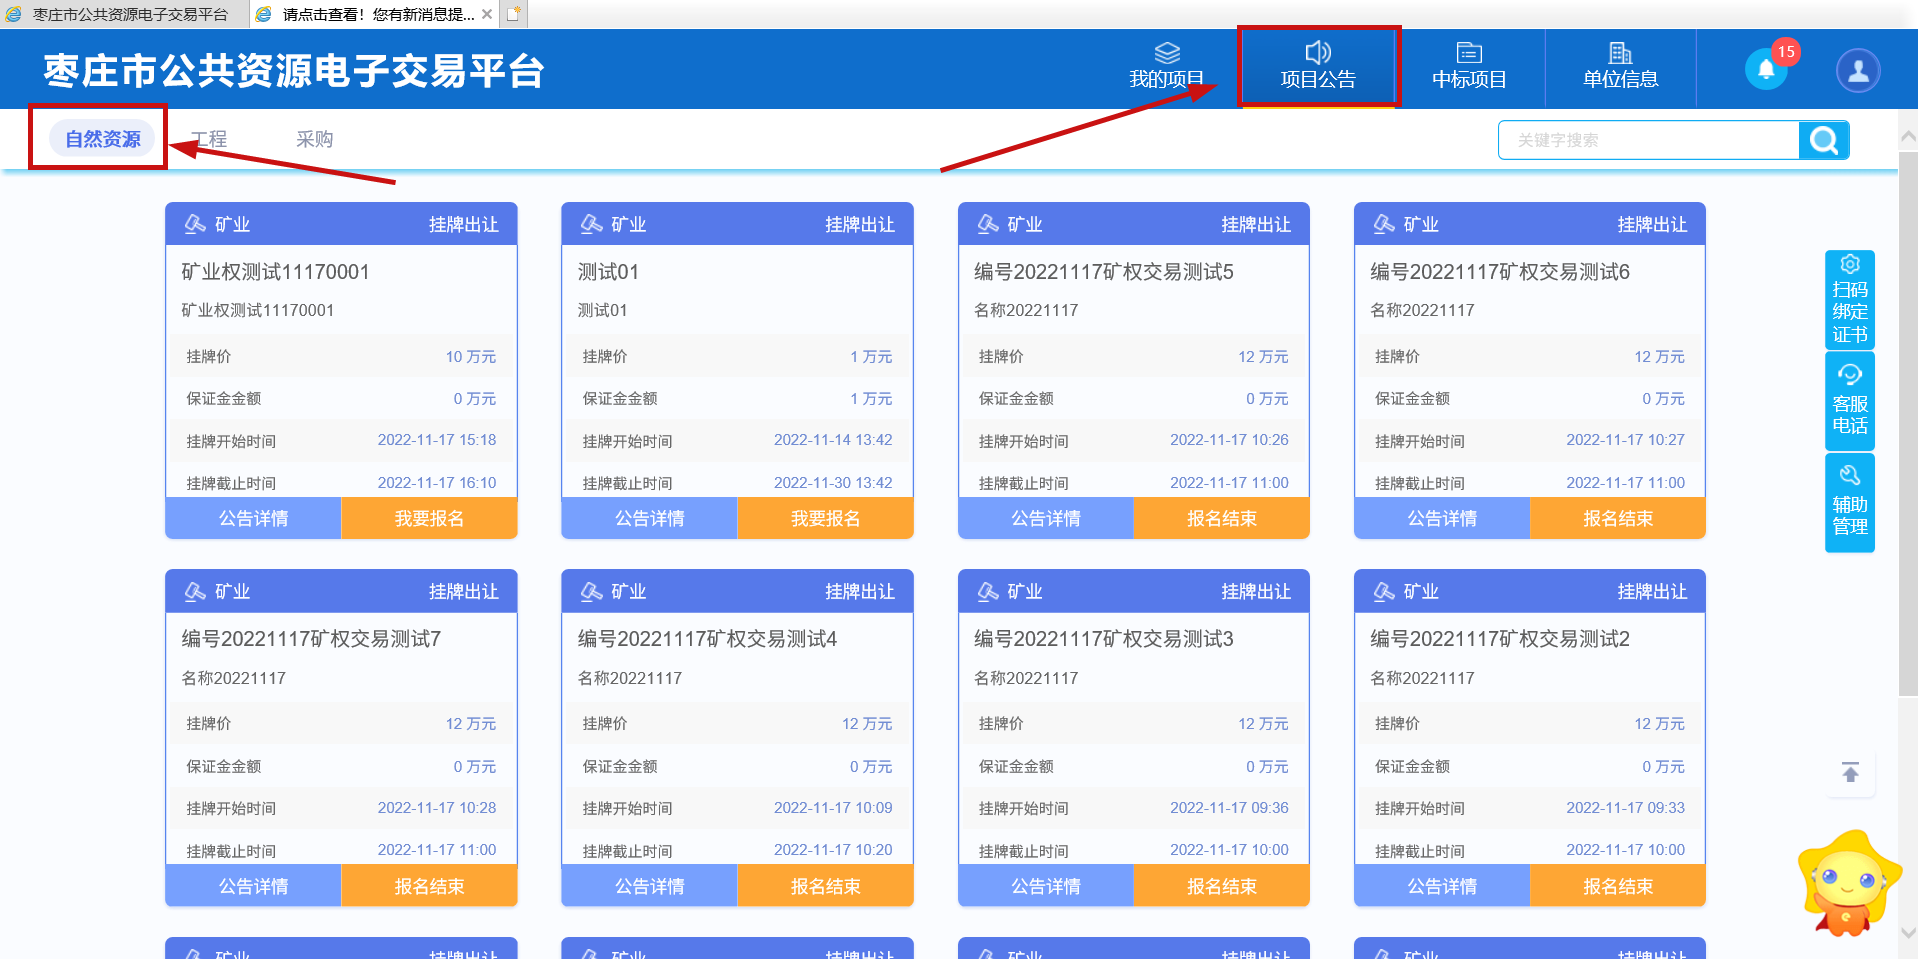 枣庄市公共资源电子交易平台
请点击查看！您有新消息提...
枣庄市公共资源电子交易平台
我的项目
项目公告
中标项目
单位信息
15
自然资源
工程
采购
关键字搜索
矿业 挂牌出让
矿业权测试11170001
矿业权测试11170001
挂牌价 10 万元
保证金金额 0 万元
挂牌开始时间 2022-11-17 15:18
挂牌截止时间 2022-11-17 16:10
公告详情 我要报名
矿业 挂牌出让
测试01
测试01
挂牌价 1 万元
保证金金额 1 万元
挂牌开始时间 2022-11-14 13:42
挂牌截止时间 2022-11-30 13:42
公告详情 我要报名
矿业 挂牌出让
编号20221117矿权交易测试5
名称20221117
挂牌价 12 万元
保证金金额 0 万元
挂牌开始时间 2022-11-17 10:26
挂牌截止时间 2022-11-17 11:00
公告详情 报名结束
矿业 挂牌出让
编号20221117矿权交易测试6
名称20221117
挂牌价 12 万元
保证金金额 0 万元
挂牌开始时间 2022-11-17 10:27
挂牌截止时间 2022-11-17 11:00
公告详情 报名结束
扫码
绑定
证书
客服
电话
辅助
管理
矿业 挂牌出让
编号20221117矿权交易测试7
名称20221117
挂牌价 12 万元
保证金金额 0 万元
挂牌开始时间 2022-11-17 10:28
挂牌截止时间 2022-11-17 11:00
公告详情 报名结束
矿业 挂牌出让
编号20221117矿权交易测试4
名称20221117
挂牌价 12 万元
保证金金额 0 万元
挂牌开始时间 2022-11-17 10:09
挂牌截止时间 2022-11-17 10:20
公告详情 报名结束
矿业 挂牌出让
编号20221117矿权交易测试3
名称20221117
挂牌价 12 万元
保证金金额 0 万元
挂牌开始时间 2022-11-17 09:36
挂牌截止时间 2022-11-17 10:00
公告详情 报名结束
矿业 挂牌出让
编号20221117矿权交易测试2
名称20221117
挂牌价 12 万元
保证金金额 0 万元
挂牌开始时间 2022-11-17 09:33
挂牌截止时间 2022-11-17 10:00
公告详情 报名结束
矿业 挂牌出让
矿业 挂牌出让
矿业 挂牌出让
矿业 挂牌出让